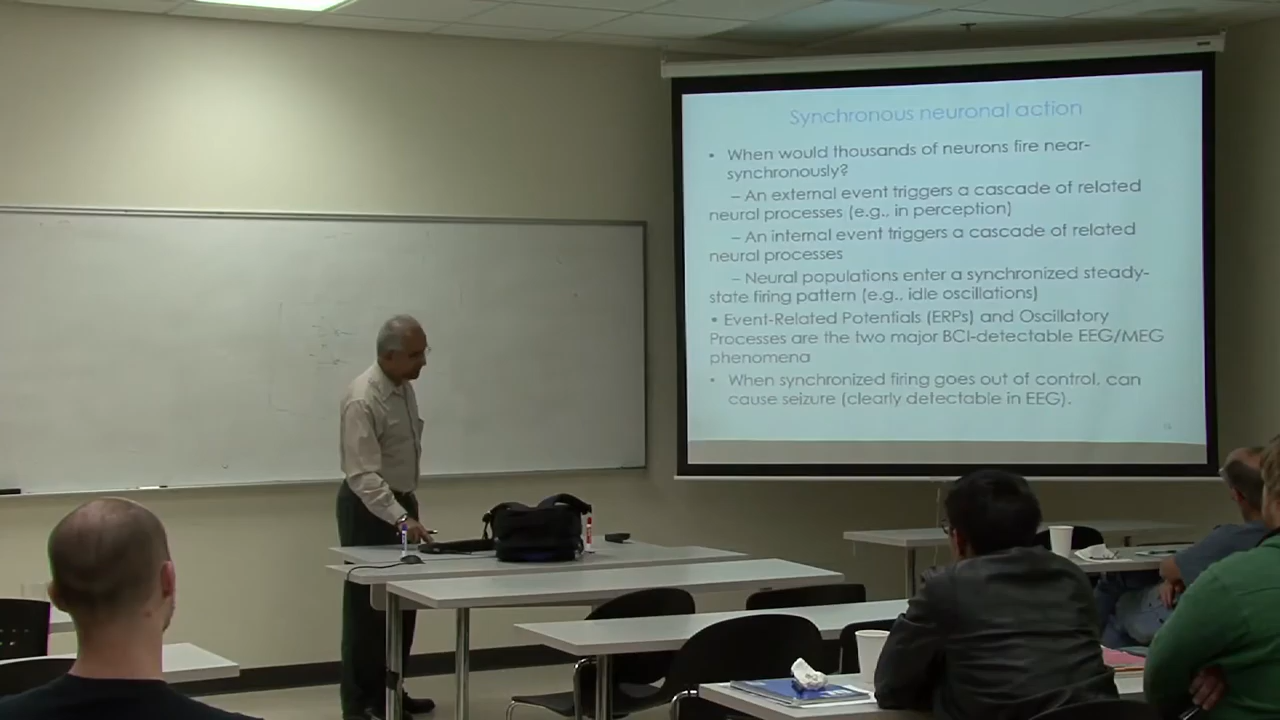 Synchronous neuronal action
• When would thousands of neurons fire near-
synchronously?
– An external event triggers a cascade of related
neural processes (e.g., in perception)
– An internal event triggers a cascade of related
neural processes
– Neural populations enter a synchronized steady-
state firing pattern (e.g., idle oscillations)
• Event-Related Potentials (ERPs) and Oscillatory
Processes are the two major BCI-detectable EEG/MEG
phenomena
• When synchronized firing goes out of control, can
cause seizure (clearly detectable in EEG).